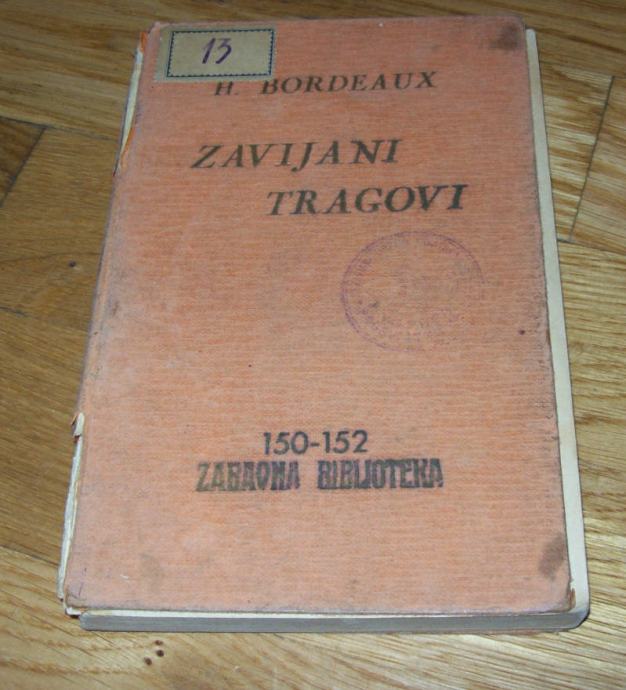 13
H. BORDEAUX
ZAVIJANI
TRAGOVI
150-152
ZABAVNA BIBLIOTEKA